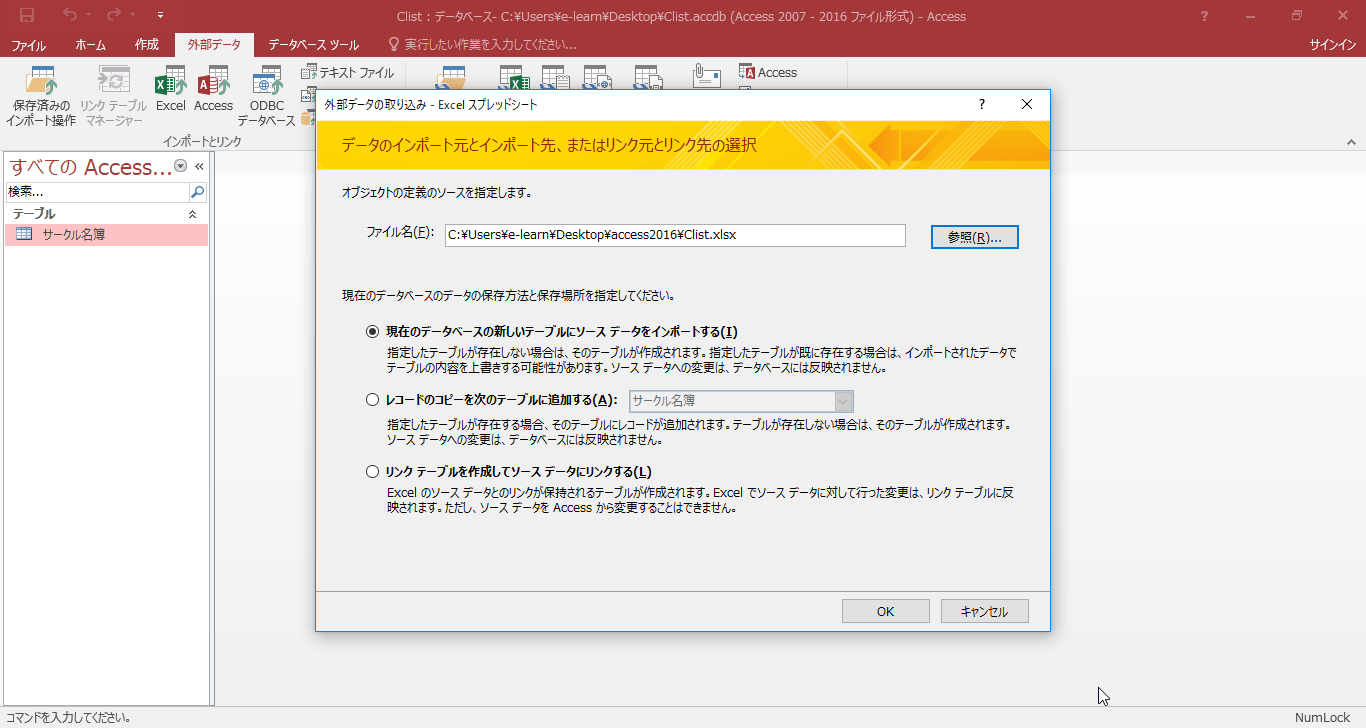 Clist : データベース- C:¥Users¥e-learn¥Desktop¥Clist.accdb (Access 2007 - 2016 ファイル形式) - Access
?
ファイル ホーム 作成 外部データ データベース ツール 実行したい作業を入力してください... サインイン
テキスト ファイル
Access
保存済みの
インポート操作
リンク テーブル
マネージャー
Excel
Access
ODBC
データベース
インポートとリンク
すべての Access... «
検索...
テーブル
サークル名簿
外部データの取り込み - Excel スプレッドシート ?
データのインポート元とインポート先、またはリンク元とリンク先の選択
オブジェクトの定義のソースを指定します。
ファイル名(F): C:¥Users¥e-learn¥Desktop¥access2016¥Clist.xlsx 参照(R)...
現在のデータベースのデータの保存方法と保存場所を指定してください。
現在のデータベースの新しいテーブルにソース データをインポートする(I)
指定したテーブルが存在しない場合は、そのテーブルが作成されます。指定したテーブルが既に存在する場合は、インポートされたデータで
テーブルの内容を上書きする可能性があります。ソース データへの変更は、データベースには反映されません。
レコードのコピーを次のテーブルに追加する(A): サークル名簿
指定したテーブルが存在する場合、そのテーブルにレコードが追加されます。テーブルが存在しない場合は、そのテーブルが作成されます。
ソース データへの変更は、データベースには反映されません。
リンク テーブルを作成してソース データにリンクする(L)
Excel のソース データとのリンクが保持されるテーブルが作成されます。Excel でソース データに対して行った変更は、リンク テーブルに反
映されます。ただし、ソース データを Access から変更することはできません。
OK キャンセル
コマンドを入力してください。 NumLock